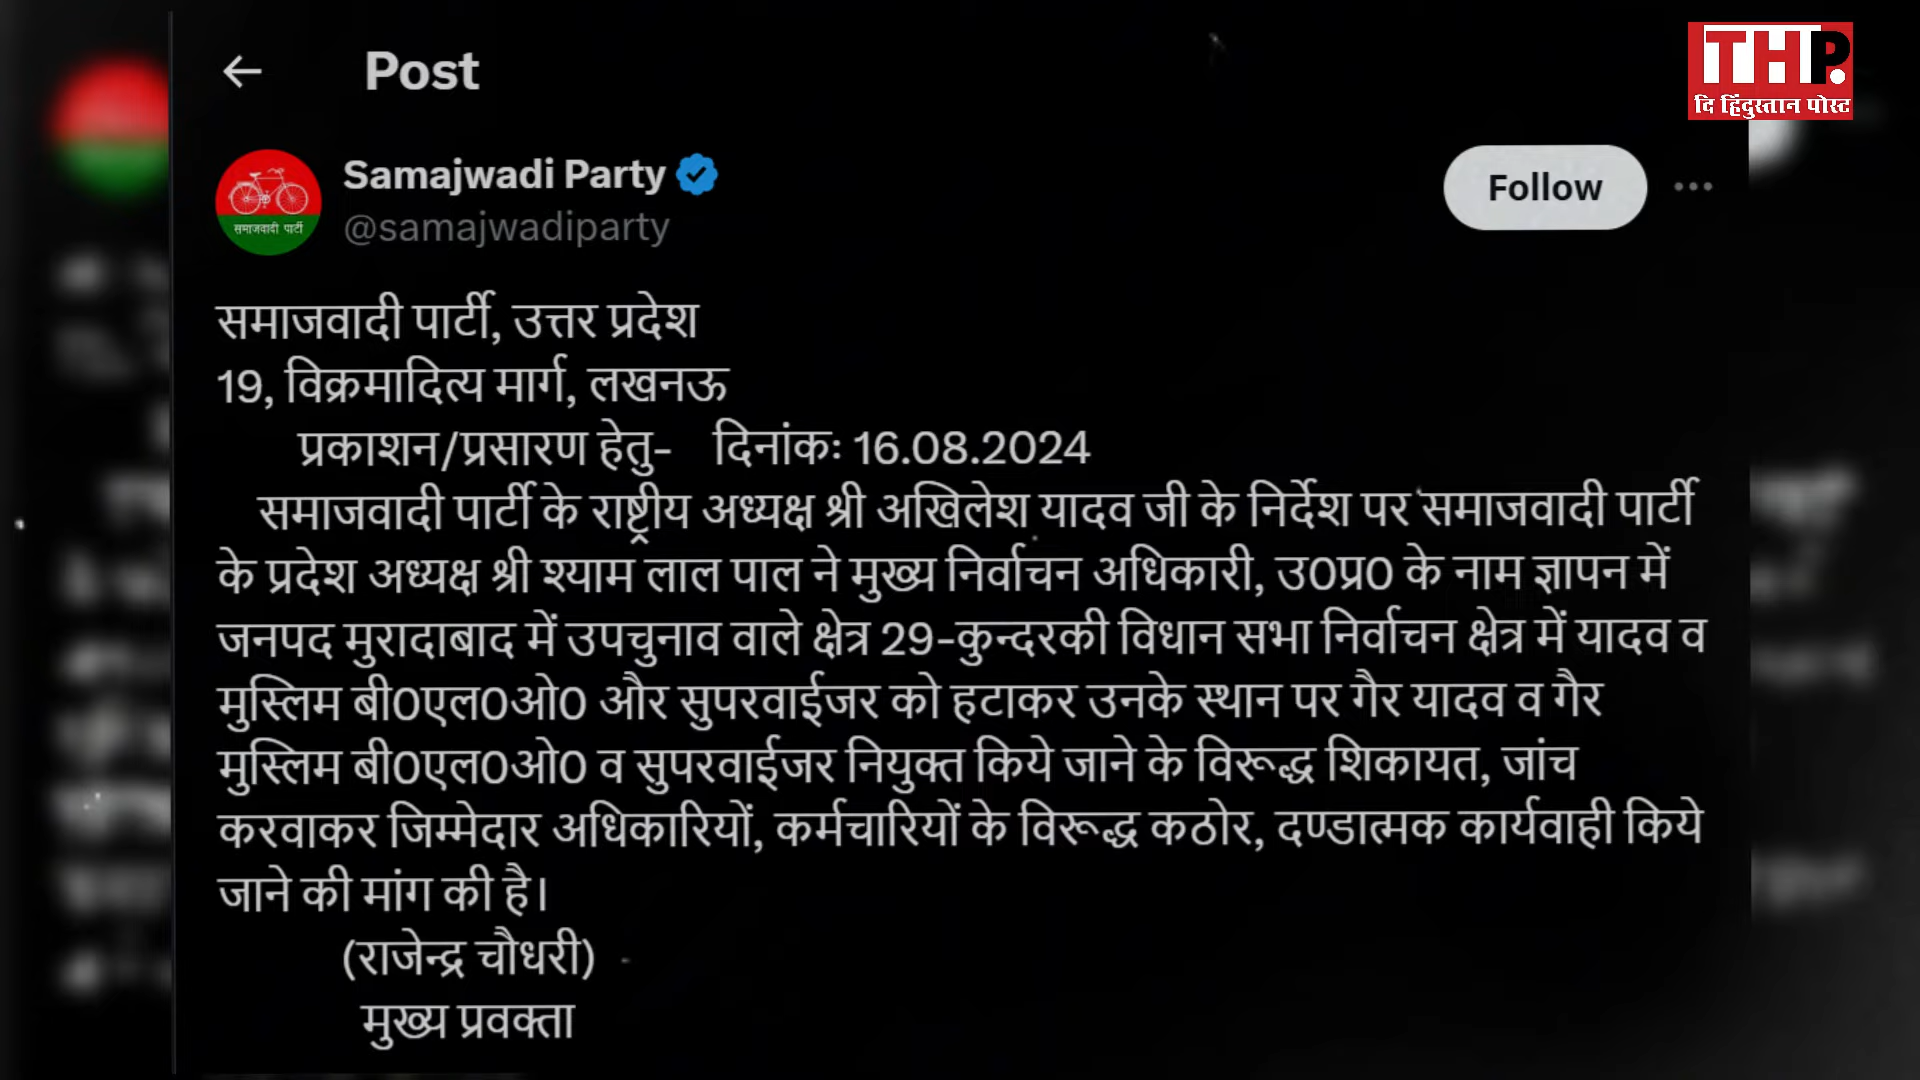 THP.
दि हिंदुस्तान पोस्ट
← Post
Samajwadi Party
@samajwadiparty
Follow
समाजवादी पार्टी
समाजवादी पार्टी, उत्तर प्रदेश
19, विक्रमादित्य मार्ग, लखनऊ
प्रकाशन/प्रसारण हेतु- दिनांकः 16.08.2024
समाजवादी पार्टी के राष्ट्रीय अध्यक्ष श्री अखिलेश यादव जी के निर्देश पर समाजवादी पार्टी
के प्रदेश अध्यक्ष श्री श्याम लाल पाल ने मुख्य निर्वाचन अधिकारी, उ0प्र0 के नाम ज्ञापन में
जनपद मुरादाबाद में उपचुनाव वाले क्षेत्र 29-कुन्दरकी विधान सभा निर्वाचन क्षेत्र में यादव व
मुस्लिम बी0एल0ओ0 और सुपरवाईजर को हटाकर उनके स्थान पर गैर यादव व गैर
मुस्लिम बी0एल0ओ0 व सुपरवाईजर नियुक्त किये जाने के विरूद्ध शिकायत, जांच
करवाकर जिम्मेदार अधिकारियों, कर्मचारियों के विरूद्ध कठोर, दण्डात्मक कार्यवाही किये
जाने की मांग की है।
(राजेन्द्र चौधरी)
मुख्य प्रवक्ता